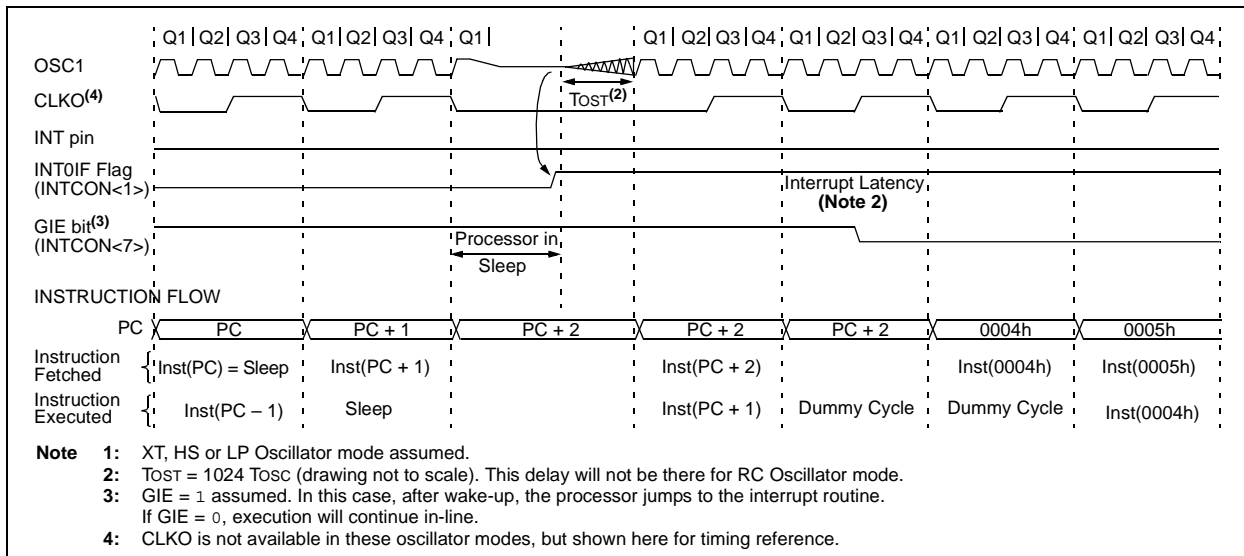 Q1 Q2 Q3 Q4 Q1 Q2 Q3 Q4 Q1 Q1 Q2 Q3 Q4 Q1 Q2 Q3 Q4 Q1 Q2 Q3 Q4 Q1 Q2 Q3 Q4
OSC1
CLKO(4)
TOST(2)
INT pin
INT0IF Flag
(INTCON<1>)
Interrupt Latency
(Note 2)
GIE bit(3)
(INTCON<7>)
Processor in
Sleep
INSTRUCTION FLOW
PC PC PC + 1 PC + 2 PC + 2 PC + 2 0004h 0005h
Instruction
Fetched
Inst(PC) = Sleep Inst(PC + 1) Inst(PC + 2) Inst(0004h) Inst(0005h)
Instruction
Executed
Inst(PC – 1) Sleep Inst(PC + 1) Dummy Cycle Dummy Cycle Inst(0004h)
Note 1: XT, HS or LP Oscillator mode assumed.
2: TOST = 1024 TOSC (drawing not to scale). This delay will not be there for RC Oscillator mode.
3: GIE = 1 assumed. In this case, after wake-up, the processor jumps to the interrupt routine.
If GIE = 0, execution will continue in-line.
4: CLKO is not available in these oscillator modes, but shown here for timing reference.